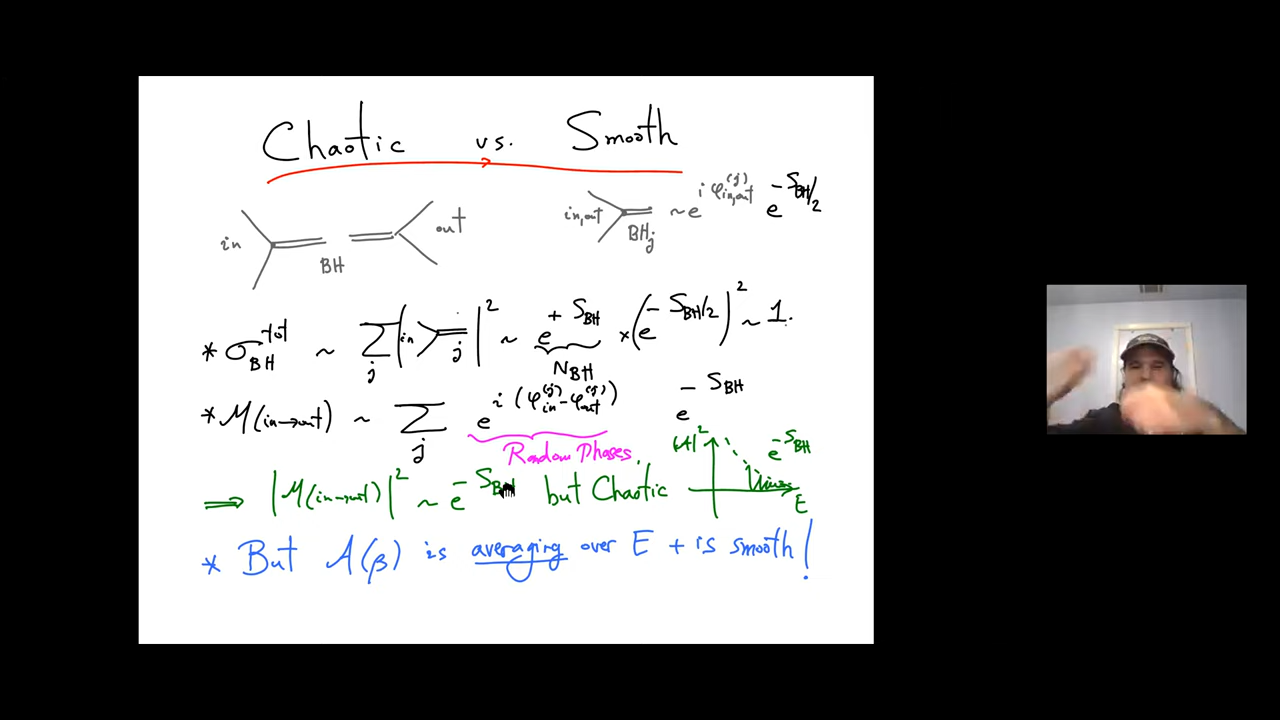 Chaotic vs. Smooth
in BH out
in,out BH_j ~ e^{i φ_{in,out}^{(j)}} e^{-S_BH/2}
* σ_BH^tot ~ Σ_j |in j|^2 ~ e^{+S_BH} × (e^{-S_BH/2})^2 ~ 1.
N_BH
* M(in→out) ~ Σ_j e^{i(φ_in^{(j)} - φ_out^{(j)})} e^{-S_BH}
Random Phases
⇒ |M(in→out)|^2 ~ e^{-S_BH} but Chaotic
|A|^2 e^{-S_BH} E
* But A(β) is averaging over E + is smooth!